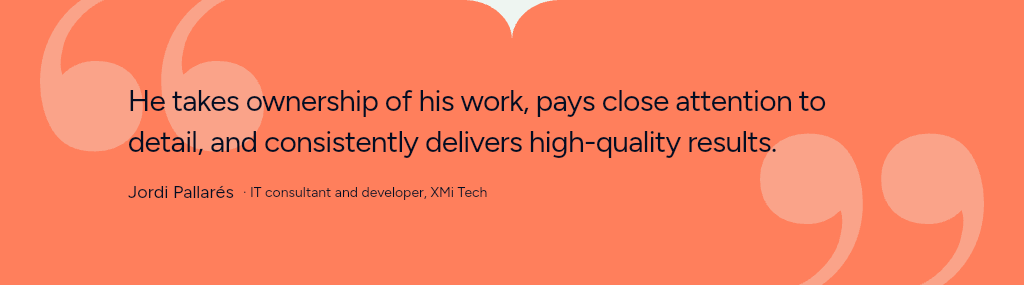 He takes ownership of his work, pays close attention to
detail, and consistently delivers high-quality results.
Jordi Pallarés · IT consultant and developer, XMi Tech